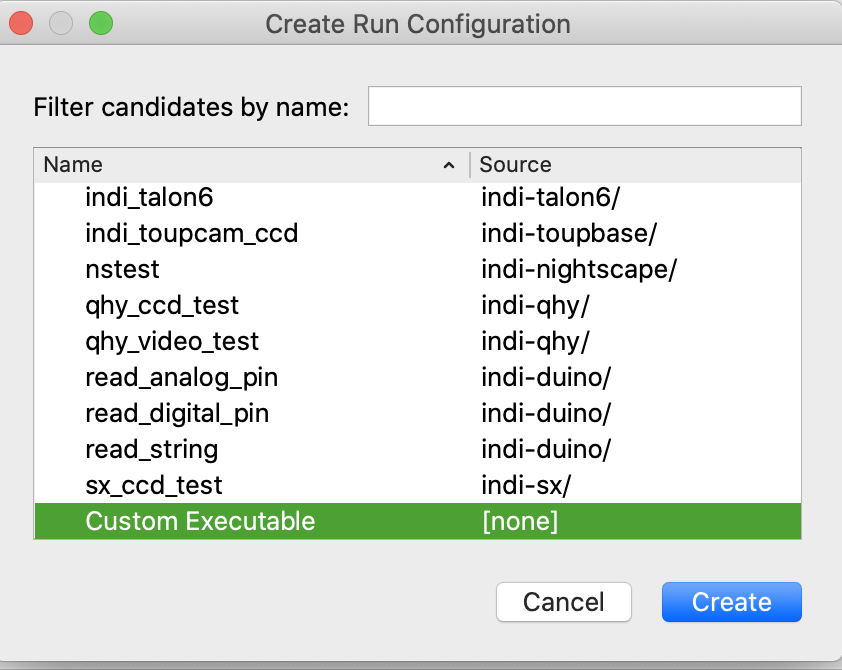 Create Run Configuration
Filter candidates by name:
Name Source
indi_talon6 indi-talon6/
indi_toupcam_ccd indi-toupbase/
nstest indi-nightscape/
qhy_ccd_test indi-qhy/
qhy_video_test indi-qhy/
read_analog_pin indi-duino/
read_digital_pin indi-duino/
read_string indi-duino/
sx_ccd_test indi-sx/
Custom Executable [none]
Cancel Create